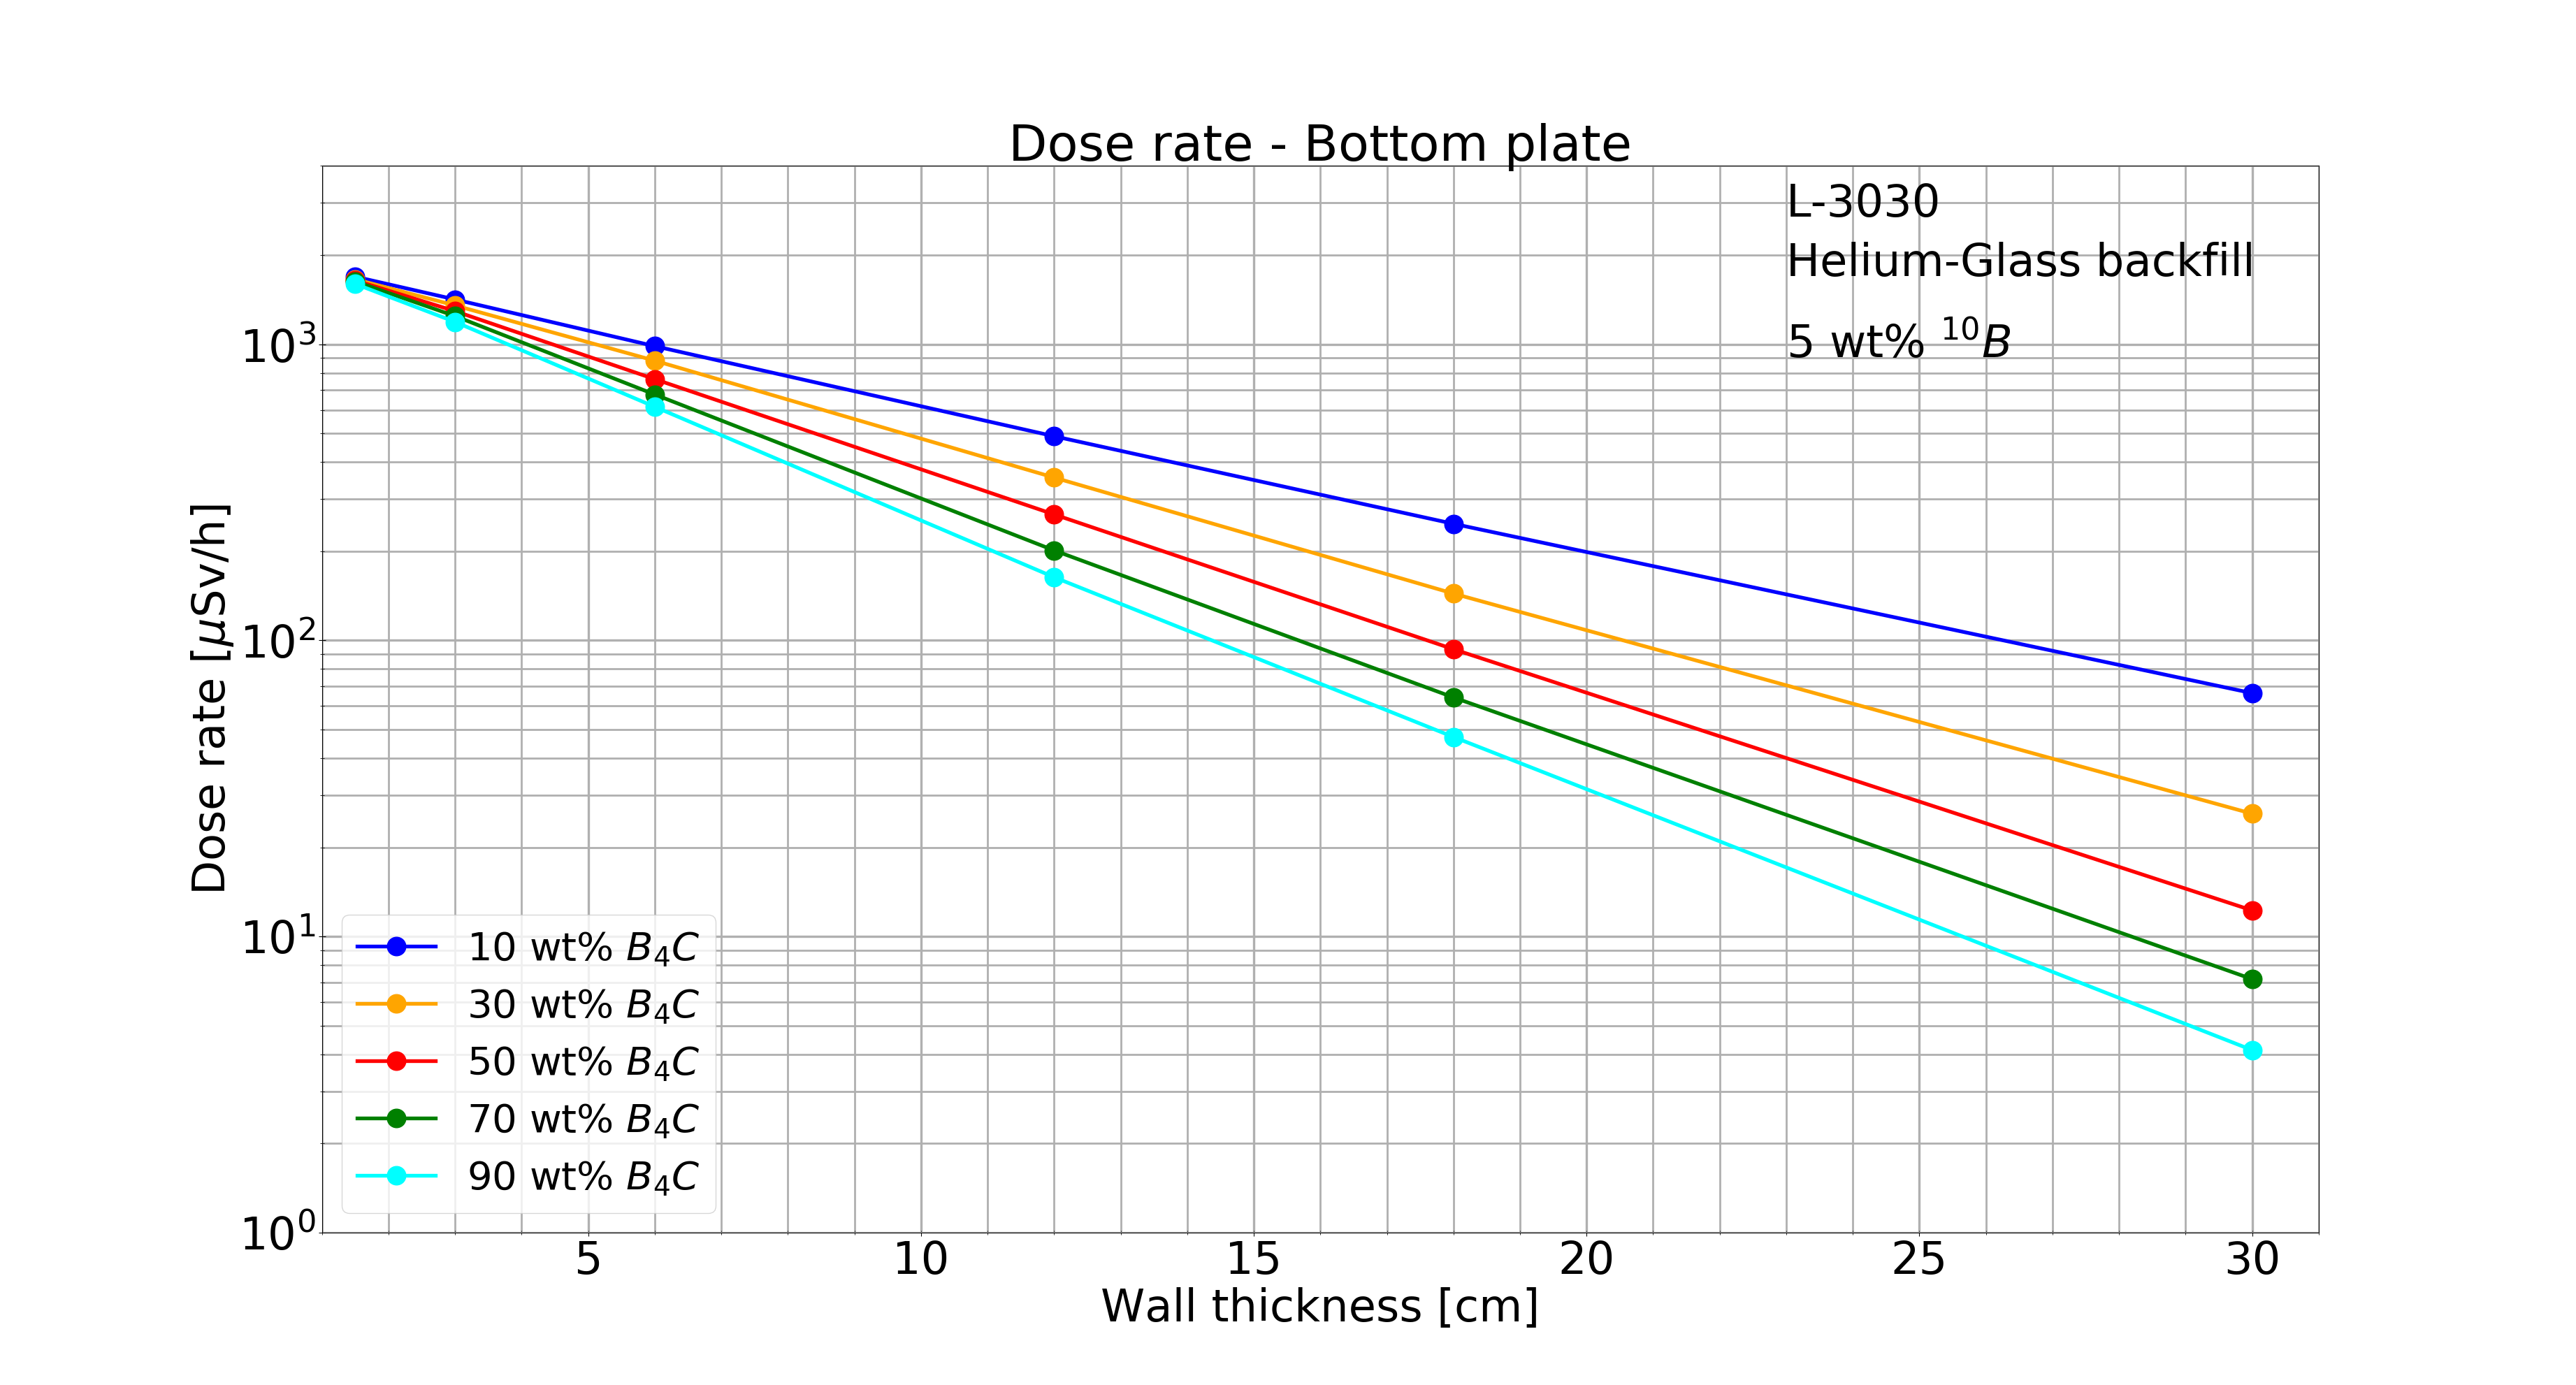 Dose rate - Bottom plate
L-3030
Helium-Glass backfill
5 wt% ¹⁰B
10³
10²
10¹
10⁰
Dose rate [μSv/h]
10 wt% B₄C
30 wt% B₄C
50 wt% B₄C
70 wt% B₄C
90 wt% B₄C
5 10 15 20 25 30
Wall thickness [cm]